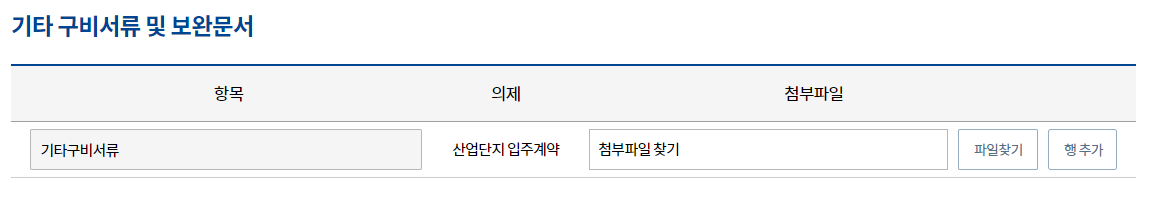 기타 구비서류 및 보완문서
항목 의제 첨부파일
기타구비서류 산업단지 입주계약 첨부파일 찾기 파일찾기 행 추가